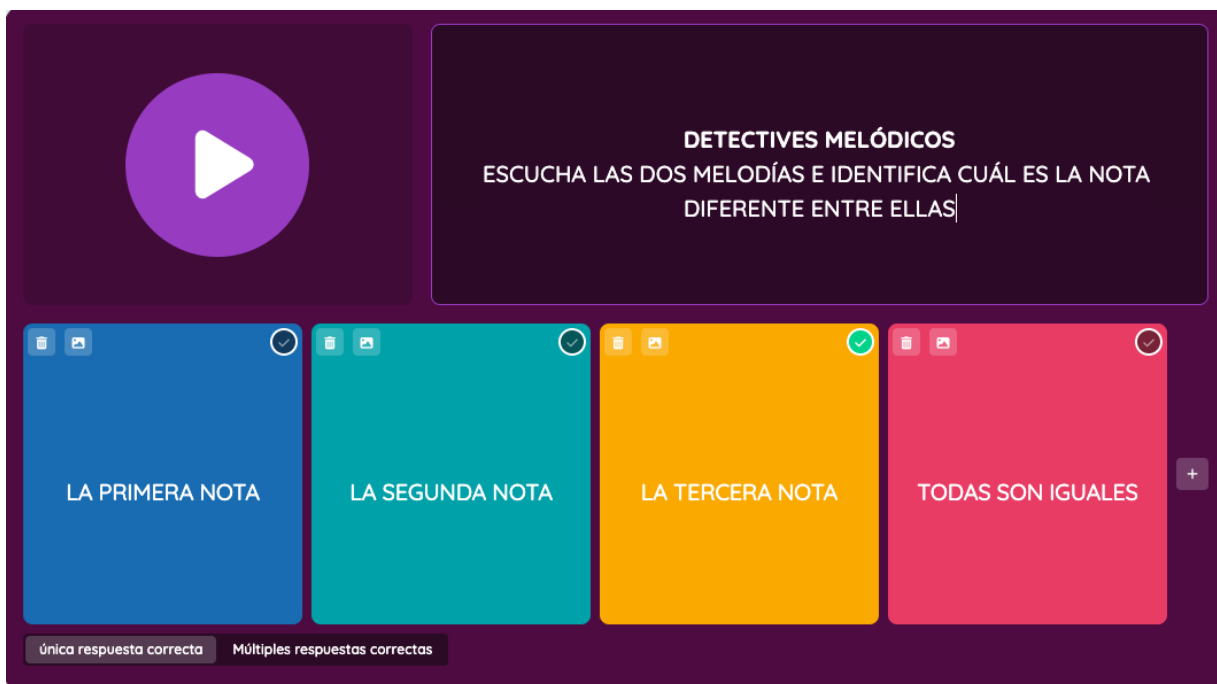 DETECTIVES MELÓDICOS
ESCUCHA LAS DOS MELODÍAS E IDENTIFICA CUÁL ES LA NOTA
DIFERENTE ENTRE ELLAS
LA PRIMERA NOTA
LA SEGUNDA NOTA
LA TERCERA NOTA
TODAS SON IGUALES
+
única respuesta correcta
Múltiples respuestas correctas